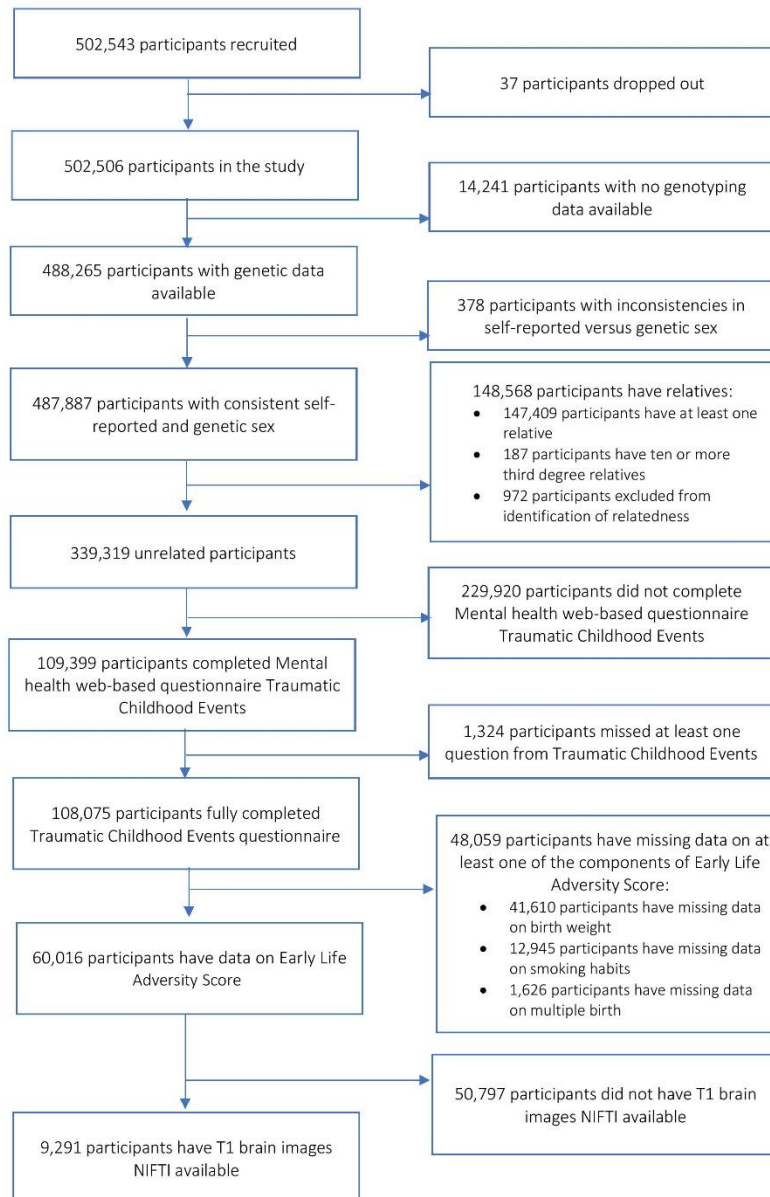 502,543 participants recruited
37 participants dropped out
502,506 participants in the study
14,241 participants with no genotyping
data available
488,265 participants with genetic data
available
378 participants with inconsistencies in
self-reported versus genetic sex
487,887 participants with consistent self-
reported and genetic sex
148,568 participants have relatives:
• 147,409 participants have at least one
relative
• 187 participants have ten or more
third degree relatives
• 972 participants excluded from
identification of relatedness
339,319 unrelated participants
229,920 participants did not complete
Mental health web-based questionnaire
Traumatic Childhood Events
109,399 participants completed Mental
health web-based questionnaire Traumatic
Childhood Events
1,324 participants missed at least one
question from Traumatic Childhood Events
108,075 participants fully completed
Traumatic Childhood Events questionnaire
48,059 participants have missing data on at
least one of the components of Early Life
Adversity Score:
• 41,610 participants have missing data
on birth weight
• 12,945 participants have missing data
on smoking habits
• 1,626 participants have missing data
on multiple birth
60,016 participants have data on Early Life
Adversity Score
50,797 participants did not have T1 brain
images NIFTI available
9,291 participants have T1 brain images
NIFTI available